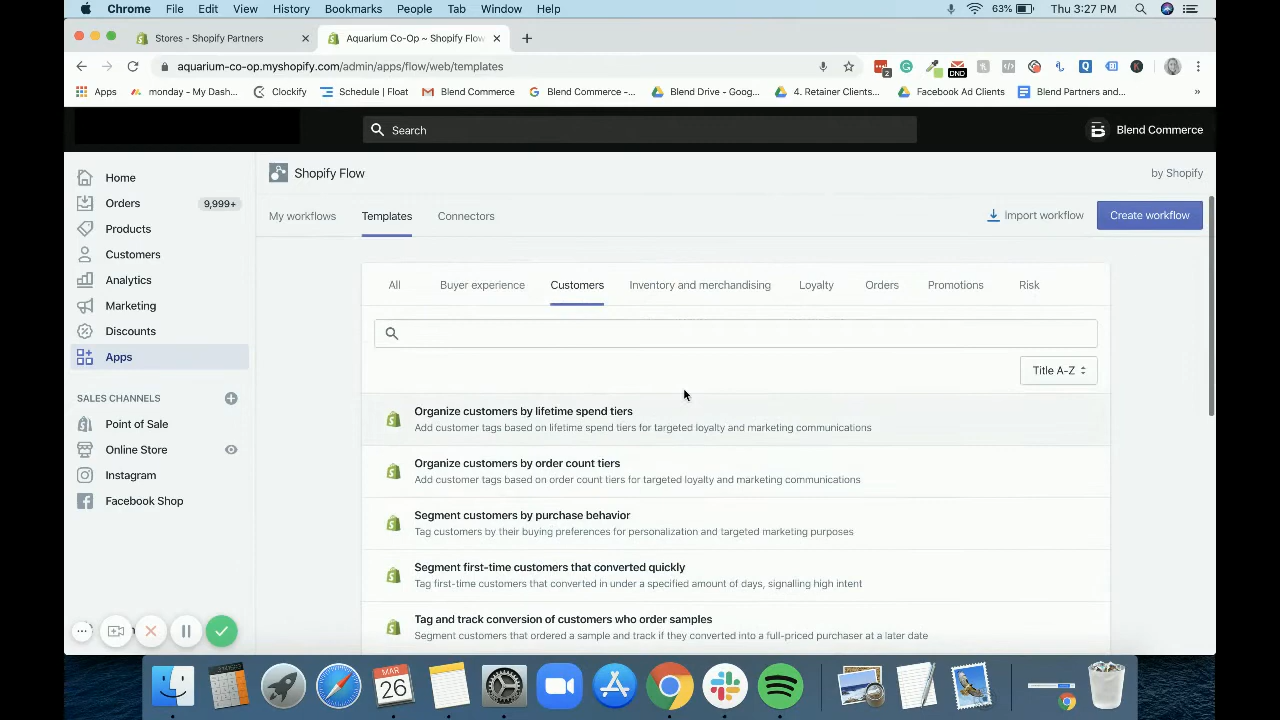 Chrome File Edit View History Bookmarks People Tab Window Help 63% Thu 3:27 PM
Stores - Shopify Partners Aquarium Co-Op ~ Shopify Flow
aquarium-co-op.myshopify.com/admin/apps/flow/web/templates
Apps monday - My Dash... Clockify Schedule | Float Blend Commerce Blend Commerce -... Blend Drive - Goog... 4. Retainer Clients... Facebook Ad Clients Blend Partners and... »
Search Blend Commerce
Shopify Flow by Shopify
My workflows Templates Connectors Import workflow Create workflow
Home
Orders 9,999+
Products
Customers
Analytics
Marketing
Discounts
Apps
SALES CHANNELS
Point of Sale
Online Store
Instagram
Facebook Shop
All Buyer experience Customers Inventory and merchandising Loyalty Orders Promotions Risk
Title A-Z
Organize customers by lifetime spend tiers
Add customer tags based on lifetime spend tiers for targeted loyalty and marketing communications
Organize customers by order count tiers
Add customer tags based on order count tiers for targeted loyalty and marketing communications
Segment customers by purchase behavior
Tag customers by their buying preferences for personalization and targeted marketing purposes
Segment first-time customers that converted quickly
Tag first-time customers that converted in under a specified amount of days, signalling high intent
Tag and track conversion of customers who order samples
Segment customers that ordered a sample and track if they converted into a full-priced purchaser at a later date
2 DND
MAR
26